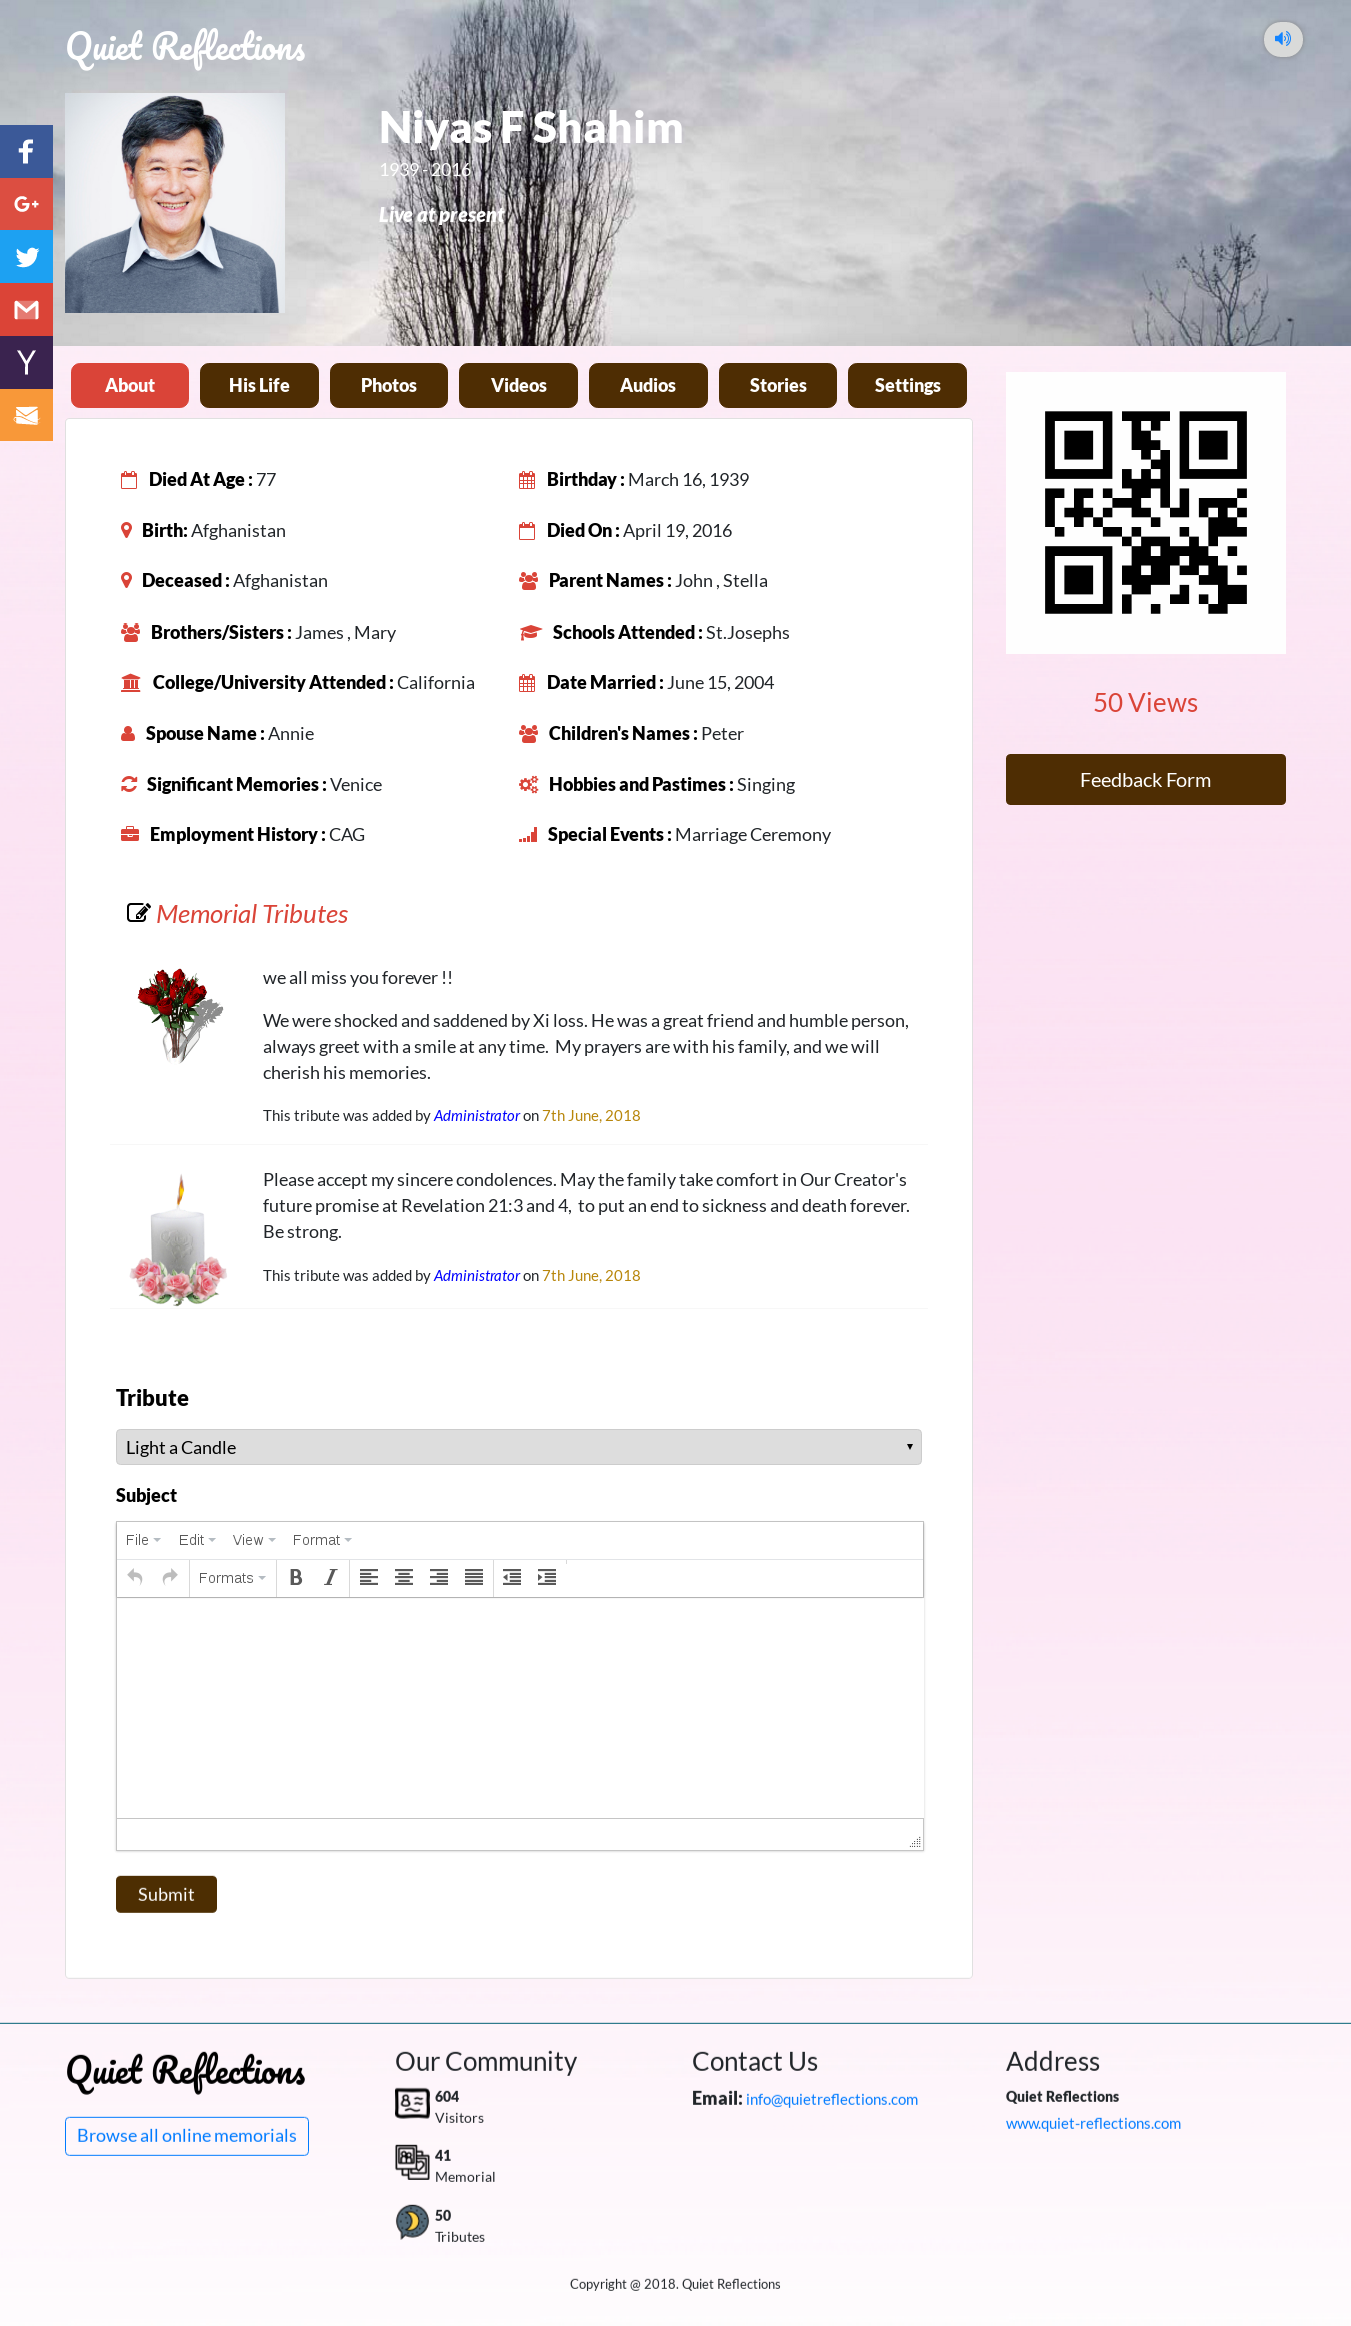 Quiet Reflections
Niyas F Shahim
1939 - 2016
Live at present
About
His Life
Photos
Videos
Audios
Stories
Settings
Died At Age : 77
Birthday : March 16, 1939
Birth: Afghanistan
Died On : April 19, 2016
Deceased : Afghanistan
Parent Names : John , Stella
Brothers/Sisters : James , Mary
Schools Attended : St.Josephs
College/University Attended : California
Date Married : June 15, 2004
Spouse Name : Annie
Children's Names : Peter
Significant Memories : Venice
Hobbies and Pastimes : Singing
Employment History : CAG
Special Events : Marriage Ceremony
50 Views
Feedback Form
Memorial Tributes
we all miss you forever !!
We were shocked and saddened by Xi loss. He was a great friend and humble person,
always greet with a smile at any time.  My prayers are with his family, and we will
cherish his memories.
This tribute was added by Administrator on 7th June, 2018
Please accept my sincere condolences. May the family take comfort in Our Creator's
future promise at Revelation 21:3 and 4,  to put an end to sickness and death forever.
Be strong.
This tribute was added by Administrator on 7th June, 2018
Tribute
Light a Candle
Subject
File Edit View Format
Formats B I
Submit
Quiet Reflections
Browse all online memorials
Our Community
604
Visitors
41
Memorial
50
Tributes
Contact Us
Email: info@quietreflections.com
Address
Quiet Reflections
www.quiet-reflections.com
Copyright @ 2018. Quiet Reflections